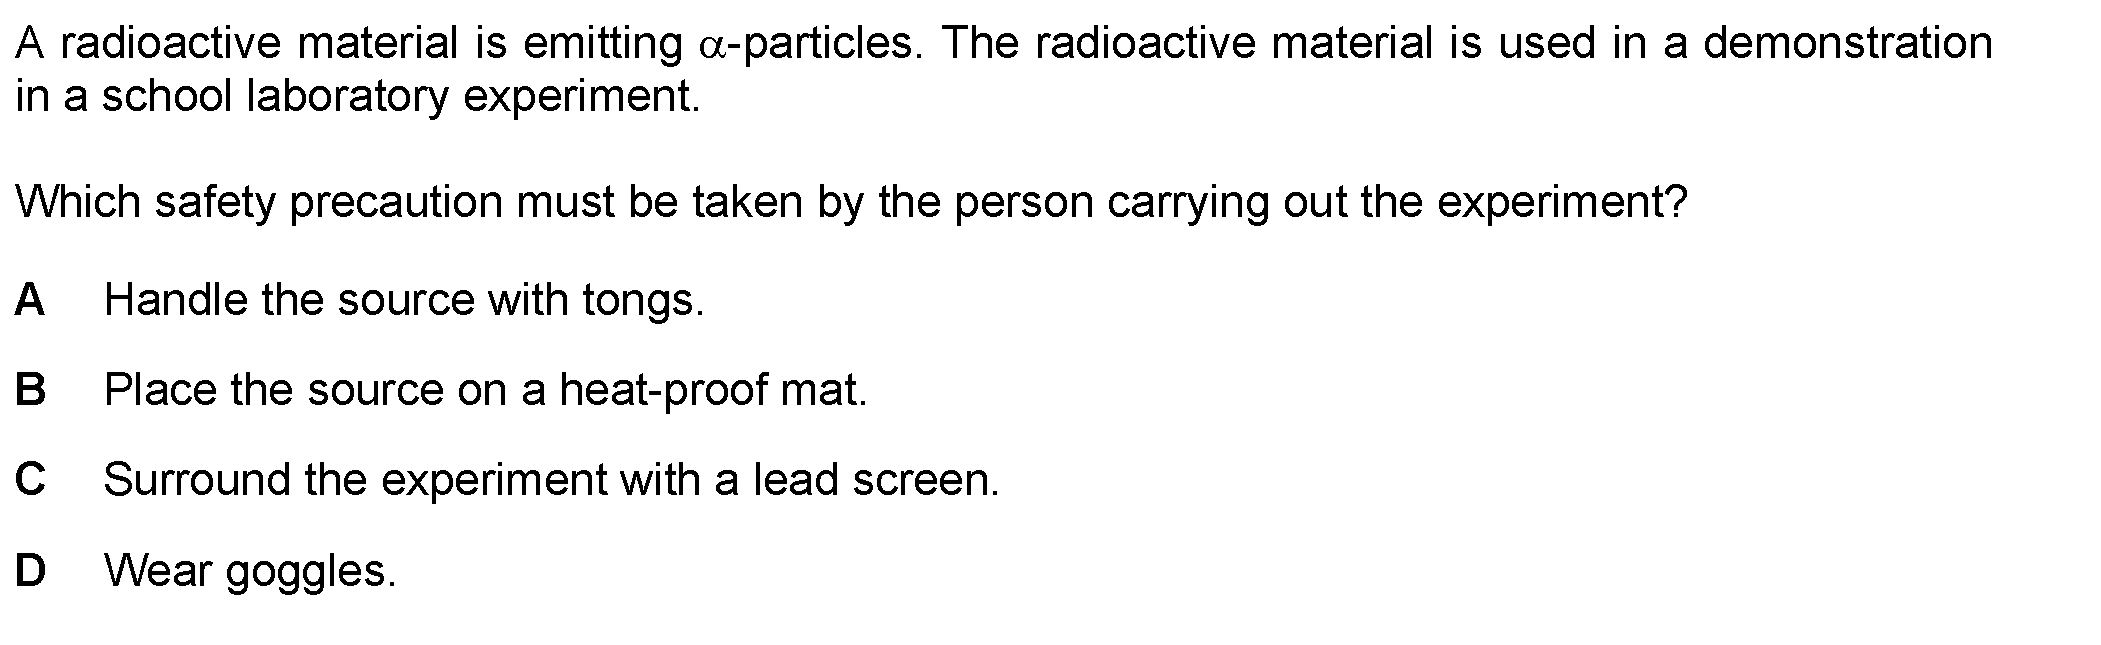 A radioactive material is emitting α-particles. The radioactive material is used in a demonstration
in a school laboratory experiment.
Which safety precaution must be taken by the person carrying out the experiment?
A Handle the source with tongs.
B Place the source on a heat-proof mat.
C Surround the experiment with a lead screen.
D Wear goggles.